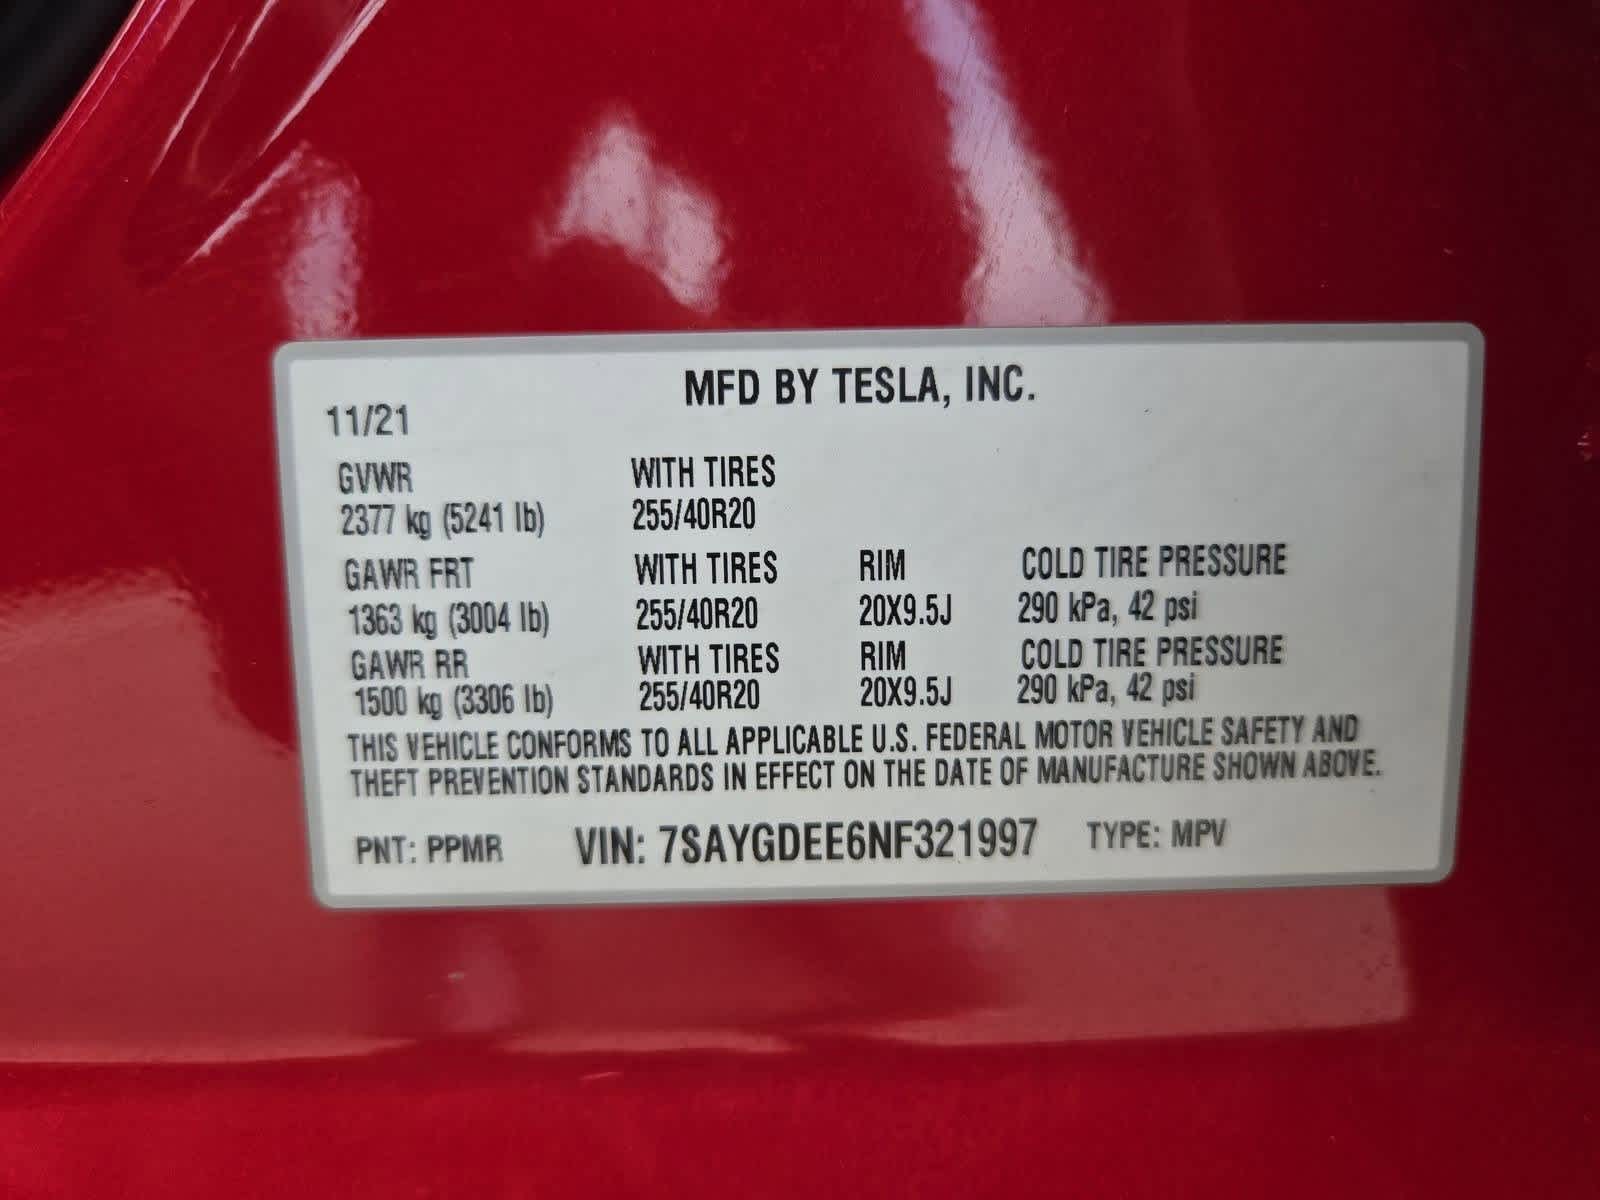 MFD BY TESLA, INC.
11/21
GVWR WITH TIRES
2377 kg (5241 lb) 255/40R20
GAWR FRT WITH TIRES RIM COLD TIRE PRESSURE
1363 kg (3004 lb) 255/40R20 20X9.5J 290 kPa, 42 psi
GAWR RR WITH TIRES RIM COLD TIRE PRESSURE
1500 kg (3306 lb) 255/40R20 20X9.5J 290 kPa, 42 psi
THIS VEHICLE CONFORMS TO ALL APPLICABLE U.S. FEDERAL MOTOR VEHICLE SAFETY AND
THEFT PREVENTION STANDARDS IN EFFECT ON THE DATE OF MANUFACTURE SHOWN ABOVE.
PNT: PPMR VIN: 7SAYGDEE6NF321997 TYPE: MPV